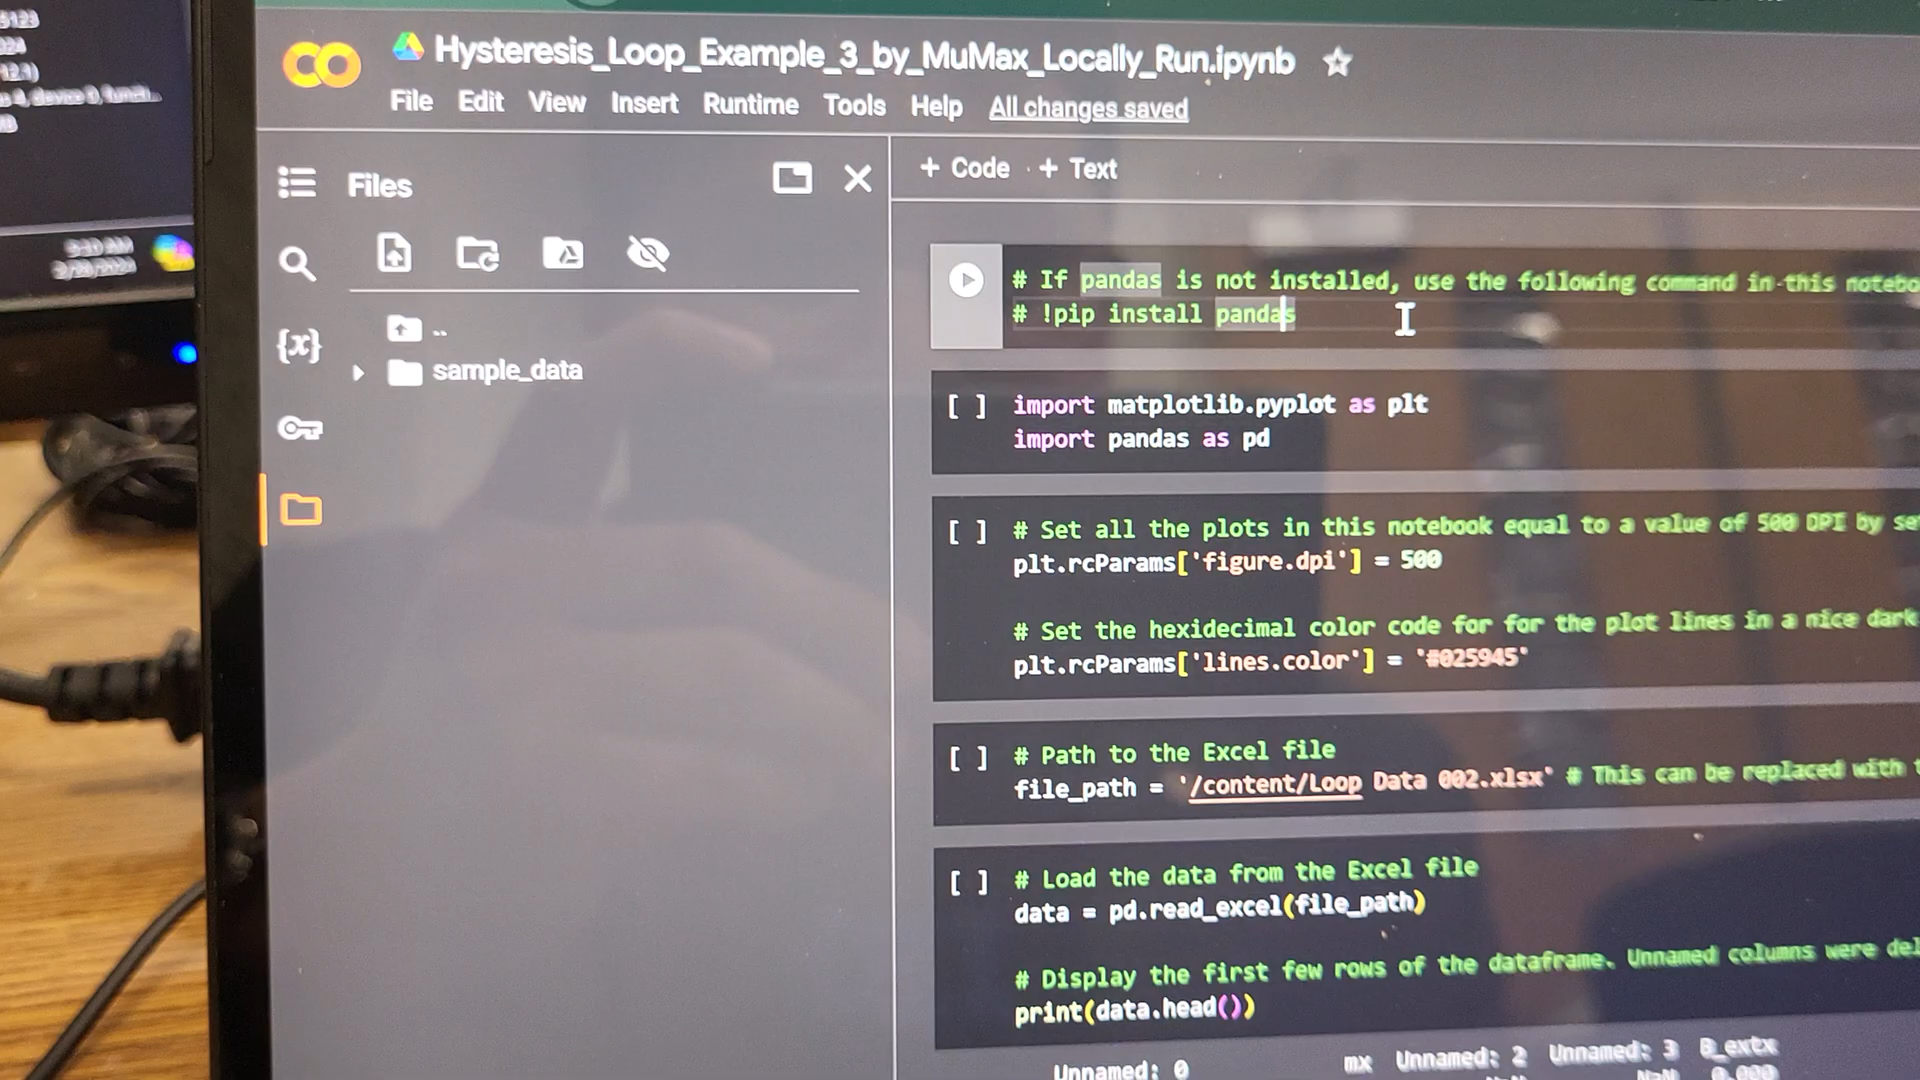 5123
Hysteresis_Loop_Example_3_by_MuMax_Locally_Run.ipynb
File Edit View Insert Runtime Tools Help All changes saved
Files
+ Code + Text
..
sample_data
{x}
# If pandas is not installed, use the following command in this notebo
# !pip install pandas
[ ] import matplotlib.pyplot as plt
import pandas as pd
[ ] # Set all the plots in this notebook equal to a value of 500 DPI by se
plt.rcParams['figure.dpi'] = 500
# Set the hexidecimal color code for for the plot lines in a nice dark
plt.rcParams['lines.color'] = '#025945'
[ ] # Path to the Excel file
file_path = '/content/Loop Data 002.xlsx' # This can be replaced with t
[ ] # Load the data from the Excel file
data = pd.read_excel(file_path)
# Display the first few rows of the dataframe. Unnamed columns were del
print(data.head())
Unnamed: 0 mx Unnamed: 2 Unnamed: 3 B_extx
NaN NaN 0.000